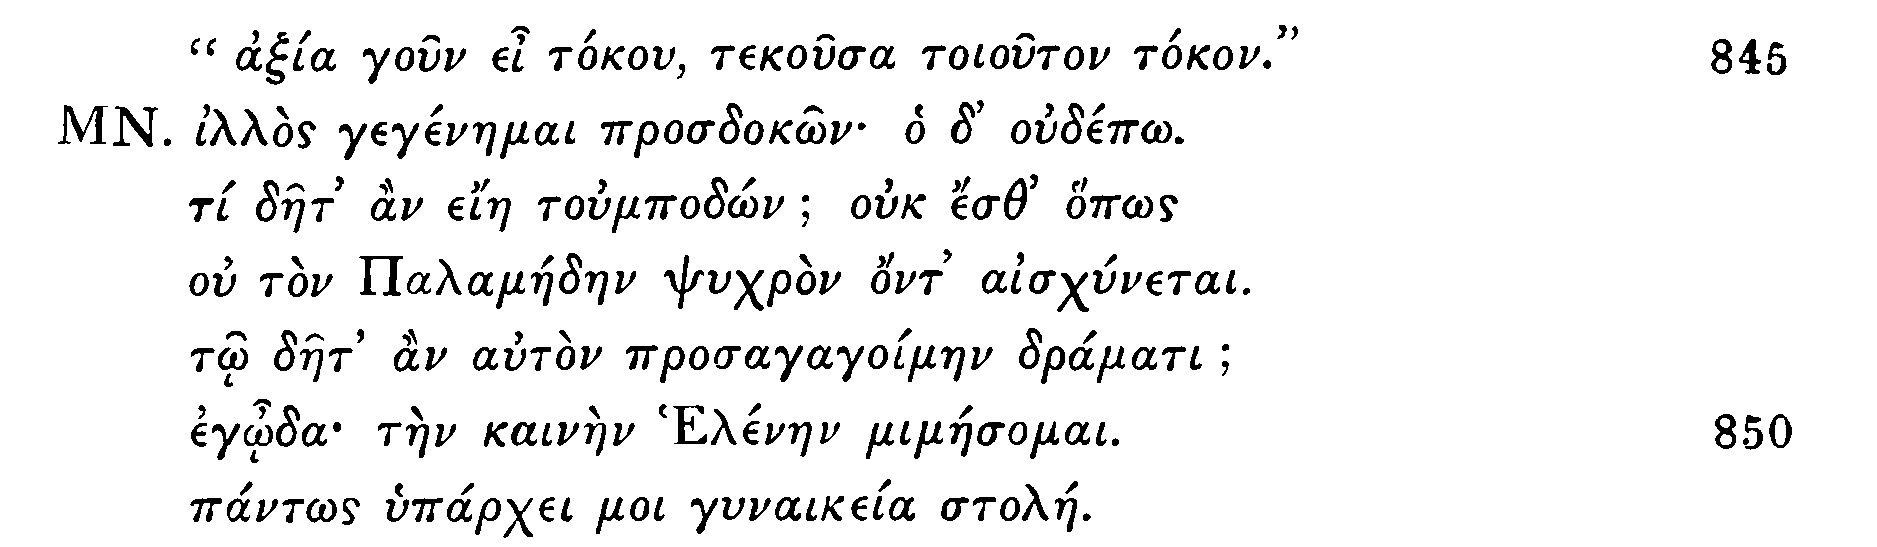 “ ἀξία γοῦν εἶ τόκου, τεκοῦσα τοιοῦτον τόκον.” 845
ΜΝ. ἰλλὸς γεγένημαι προσδοκῶν· ὁ δ’ οὐδέπω.
τί δῆτ’ ἂν εἴη τοὐμποδών ; οὐκ ἔσθ’ ὅπως
οὐ τὸν Παλαμήδην ψυχρὸν ὄντ’ αἰσχύνεται.
τῷ δῆτ’ ἂν αὐτὸν προσαγαγοίμην δράματι ;
ἐγᾦδα· τὴν καινὴν Ἑλένην μιμήσομαι. 850
πάντως ὑπάρχει μοι γυναικεία στολή.